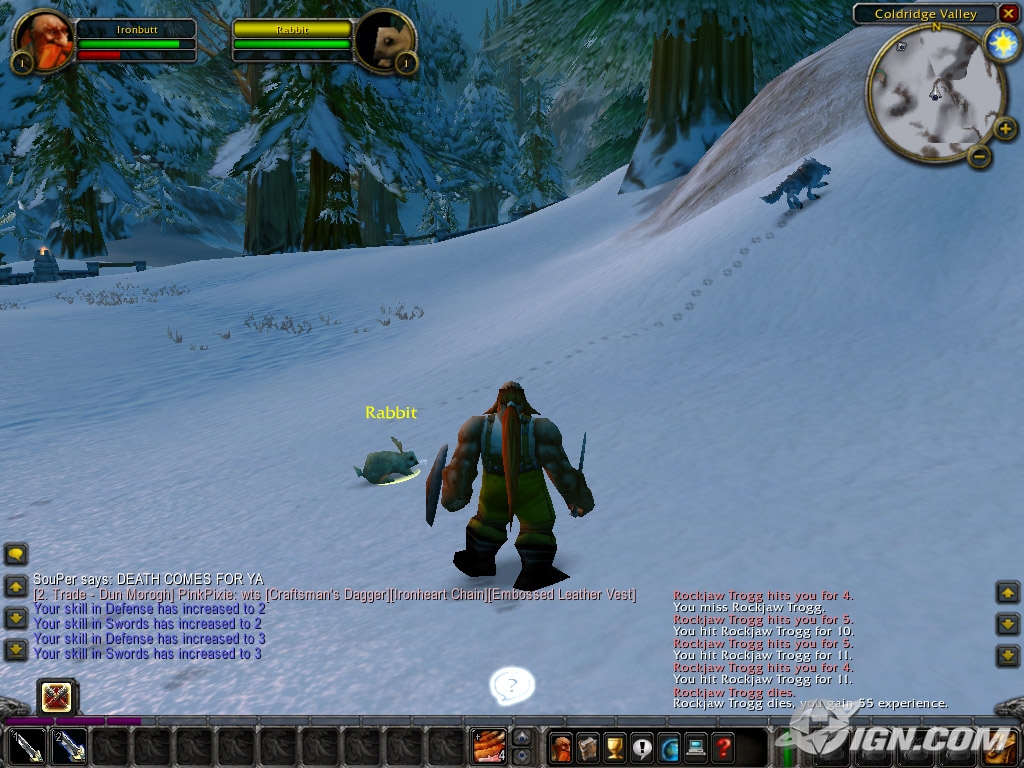 Ironbutt
1
Rabbit
1
Coldridge Valley
N
Rabbit
SouPer says: DEATH COMES FOR YA
[2. Trade - Dun Morogh] PinkPixie: wts [Craftsman's Dagger][Ironheart Chain][Embossed Leather Vest]
Your skill in Defense has increased to 2
Your skill in Swords has increased to 2
Your skill in Defense has increased to 3
Your skill in Swords has increased to 3
Rockjaw Trogg hits you for 4.
You miss Rockjaw Trogg.
Rockjaw Trogg hits you for 5.
You hit Rockjaw Trogg for 10.
Rockjaw Trogg hits you for 5.
You hit Rockjaw Trogg for 11.
Rockjaw Trogg hits you for 4.
You hit Rockjaw Trogg for 11.
Rockjaw Trogg dies.
Rockjaw Trogg dies, you gain 55 experience.
?
2
4
!
?
IGN.COM